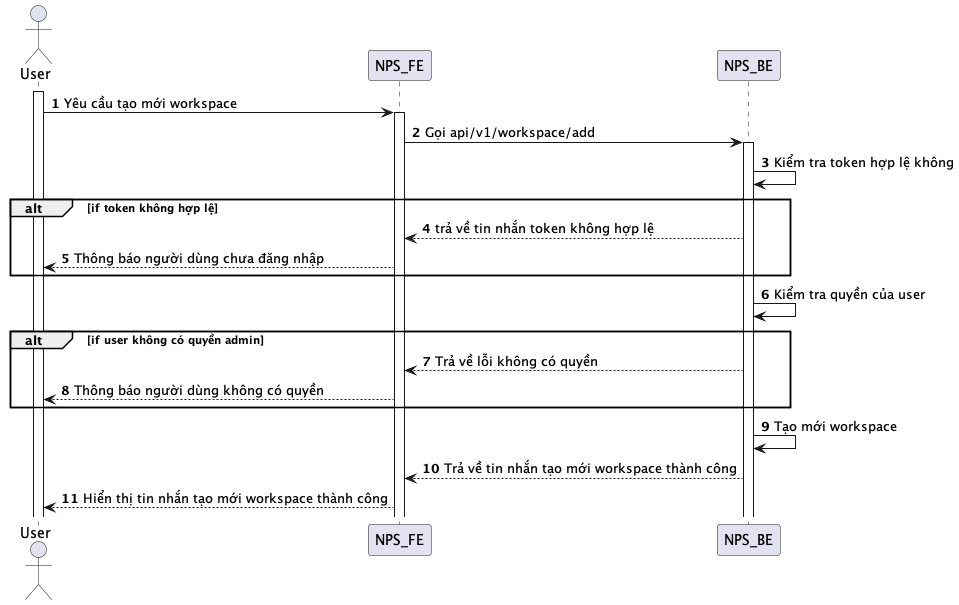 User
NPS_FE
NPS_BE
1 Yêu cầu tạo mới workspace
2 Gọi api/v1/workspace/add
3 Kiểm tra token hợp lệ không
alt [if token không hợp lệ]
4 trả về tin nhắn token không hợp lệ
5 Thông báo người dùng chưa đăng nhập
6 Kiểm tra quyền của user
alt [if user không có quyền admin]
7 Trả về lỗi không có quyền
8 Thông báo người dùng không có quyền
9 Tạo mới workspace
10 Trả về tin nhắn tạo mới workspace thành công
11 Hiển thị tin nhắn tạo mới workspace thành công
User
NPS_FE
NPS_BE